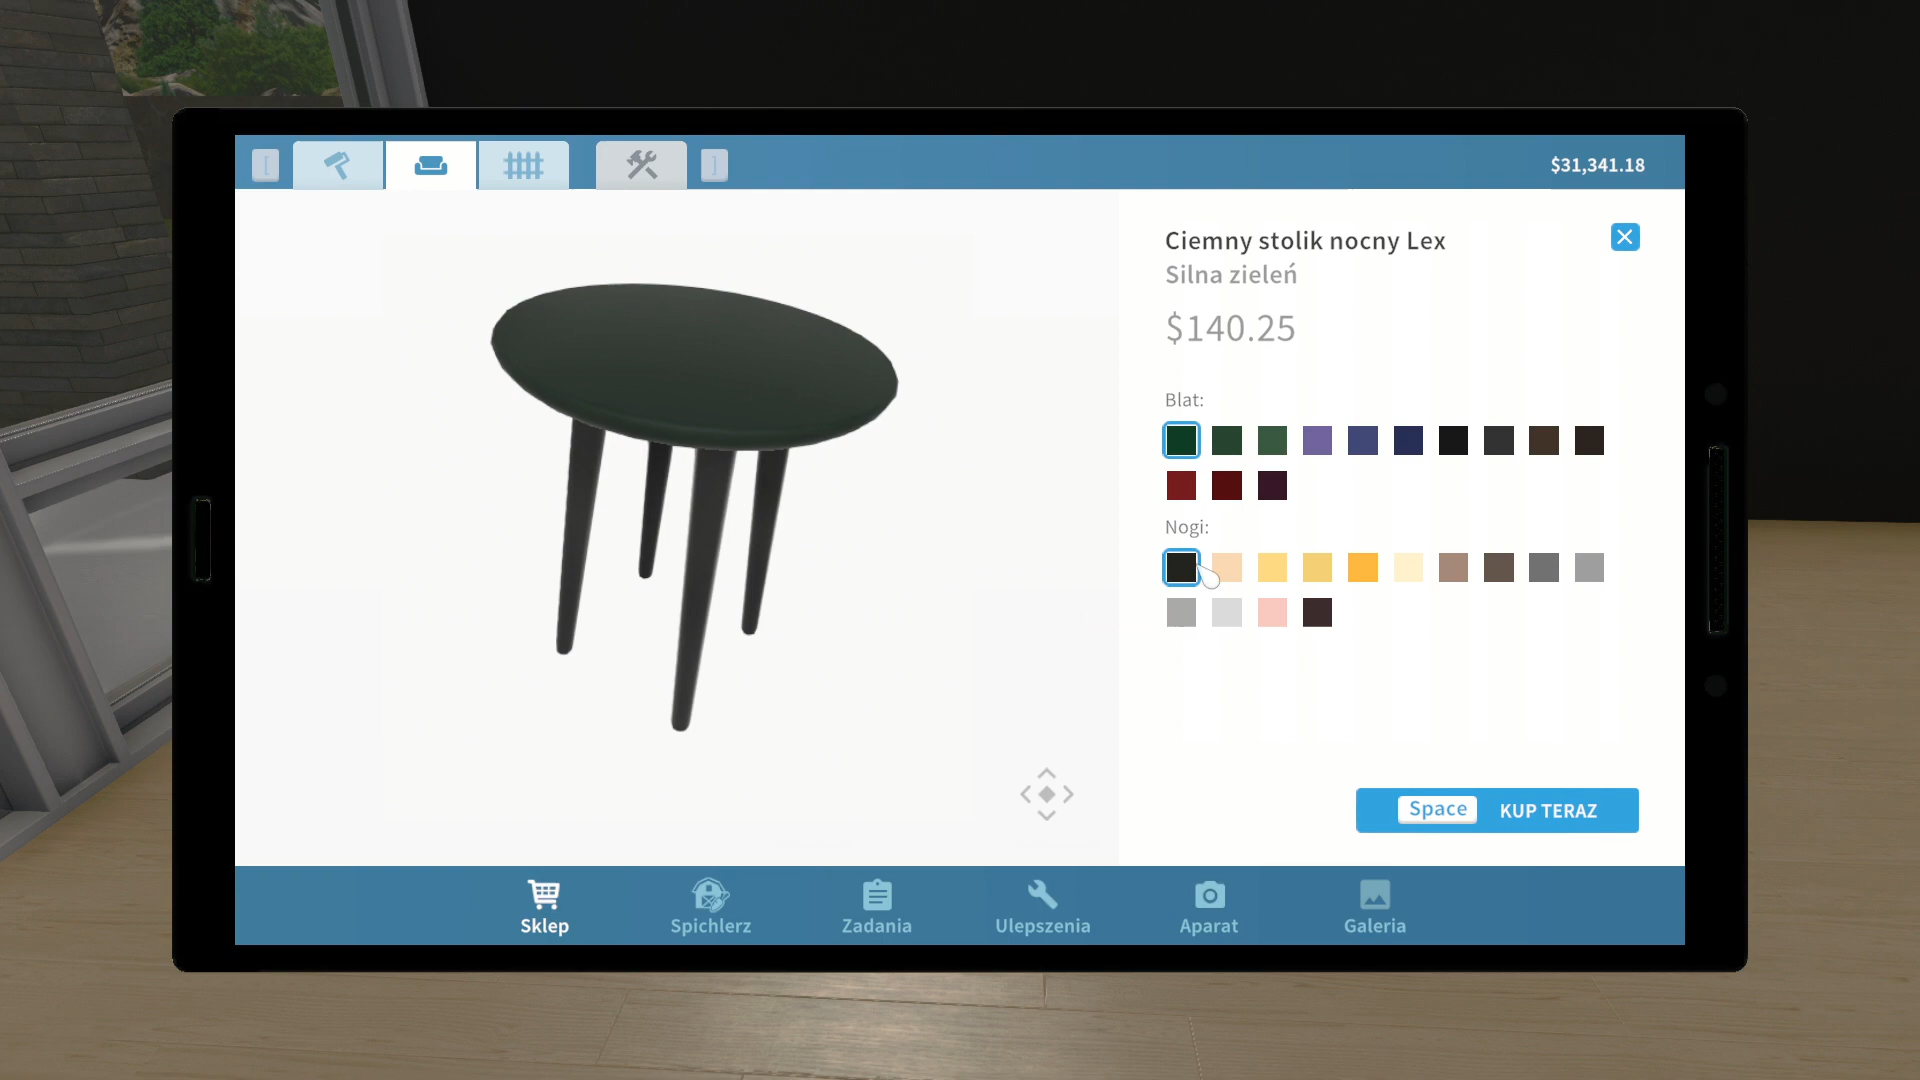 [
]
$31,341.18
Ciemny stolik nocny Lex
Silna zieleń
$140.25
Blat:
Nogi:
Space KUP TERAZ
Sklep
Spichlerz
Zadania
Ulepszenia
Aparat
Galeria